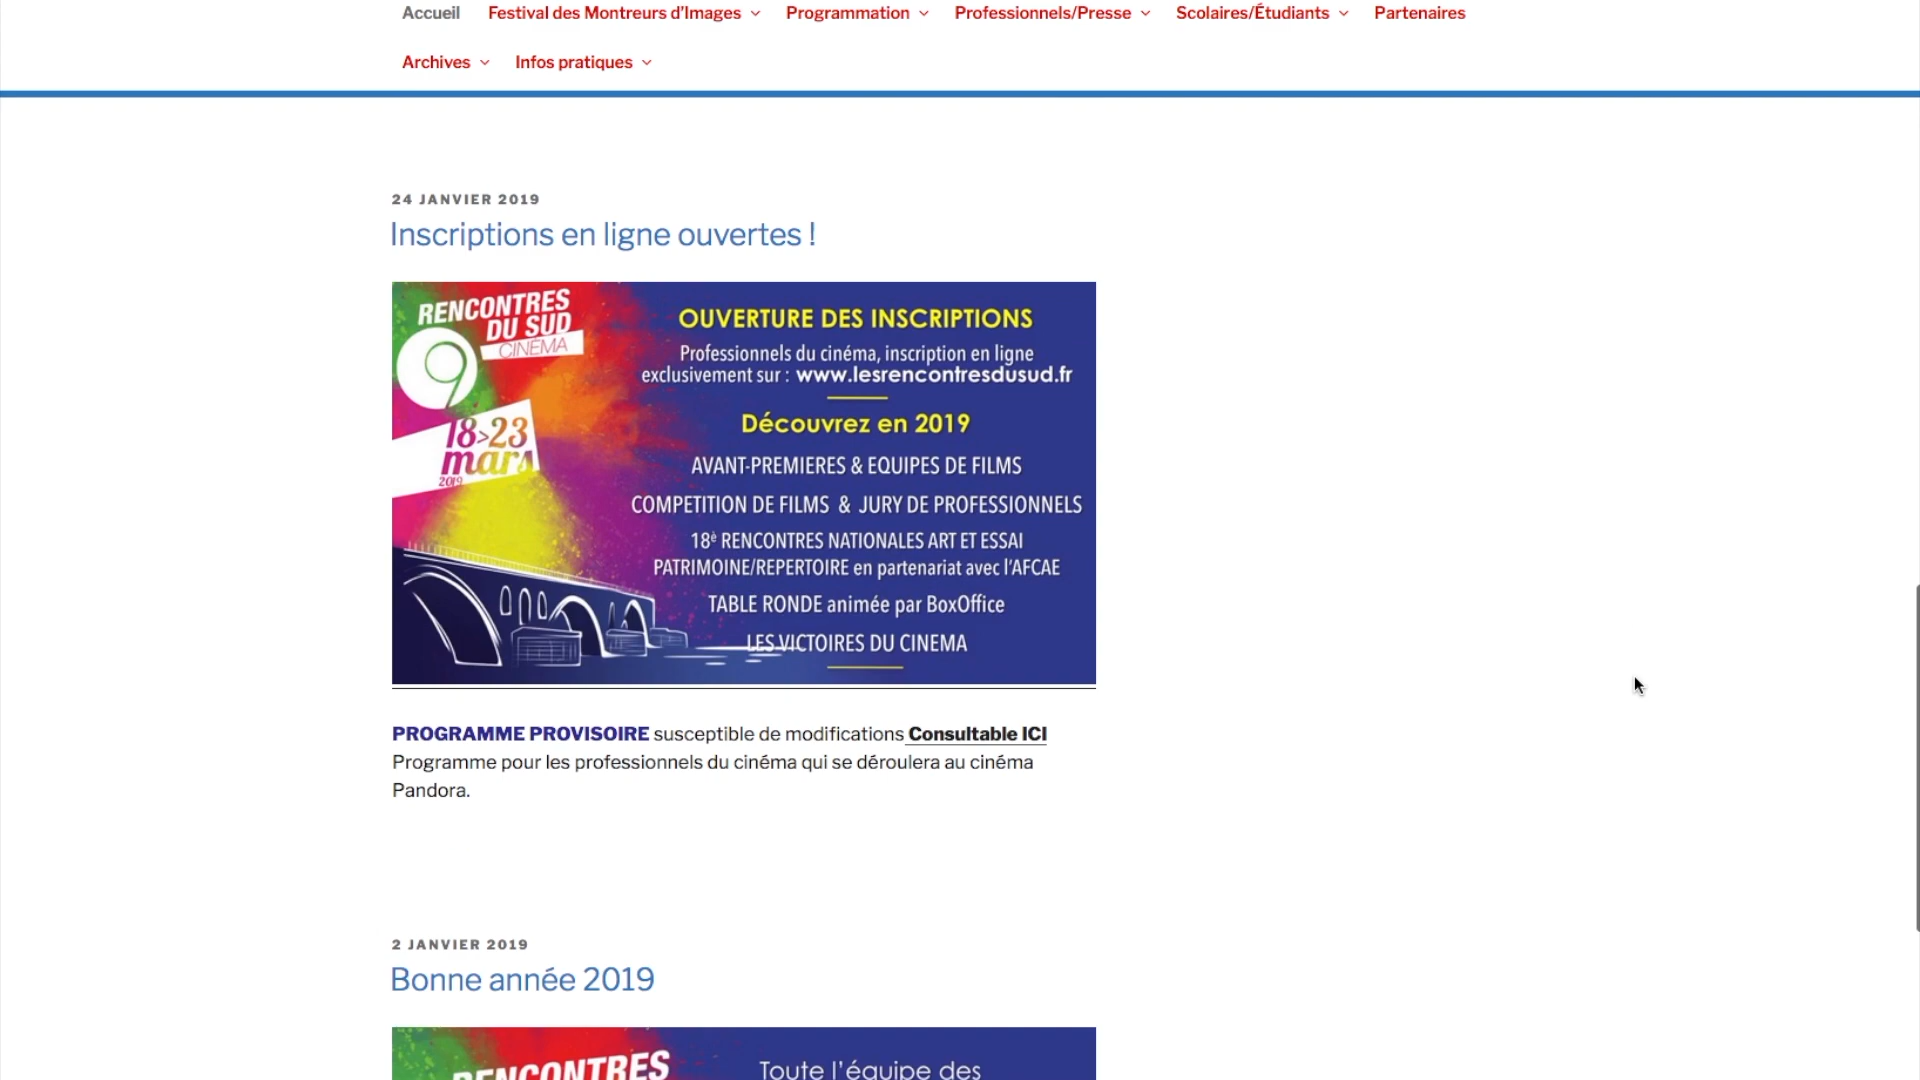 Accueil Festival des Montreurs d'Images Programmation Professionnels/Presse Scolaires/Étudiants Partenaires
Archives Infos pratiques
24 JANVIER 2019
Inscriptions en ligne ouvertes !
RENCONTRES
DU SUD
CINÉMA
9
18>23
mars
2019
OUVERTURE DES INSCRIPTIONS
Professionnels du cinéma, inscription en ligne
exclusivement sur : www.lesrencontresdusud.fr
Découvrez en 2019
AVANT-PREMIERES & EQUIPES DE FILMS
COMPETITION DE FILMS & JURY DE PROFESSIONNELS
18è RENCONTRES NATIONALES ART ET ESSAI
PATRIMOINE/REPERTOIRE en partenariat avec l'AFCAE
TABLE RONDE animée par BoxOffice
LES VICTOIRES DU CINEMA
PROGRAMME PROVISOIRE susceptible de modifications Consultable ICI
Programme pour les professionnels du cinéma qui se déroulera au cinéma
Pandora.
2 JANVIER 2019
Bonne année 2019
RENCONTRES
Toute l'équipe des